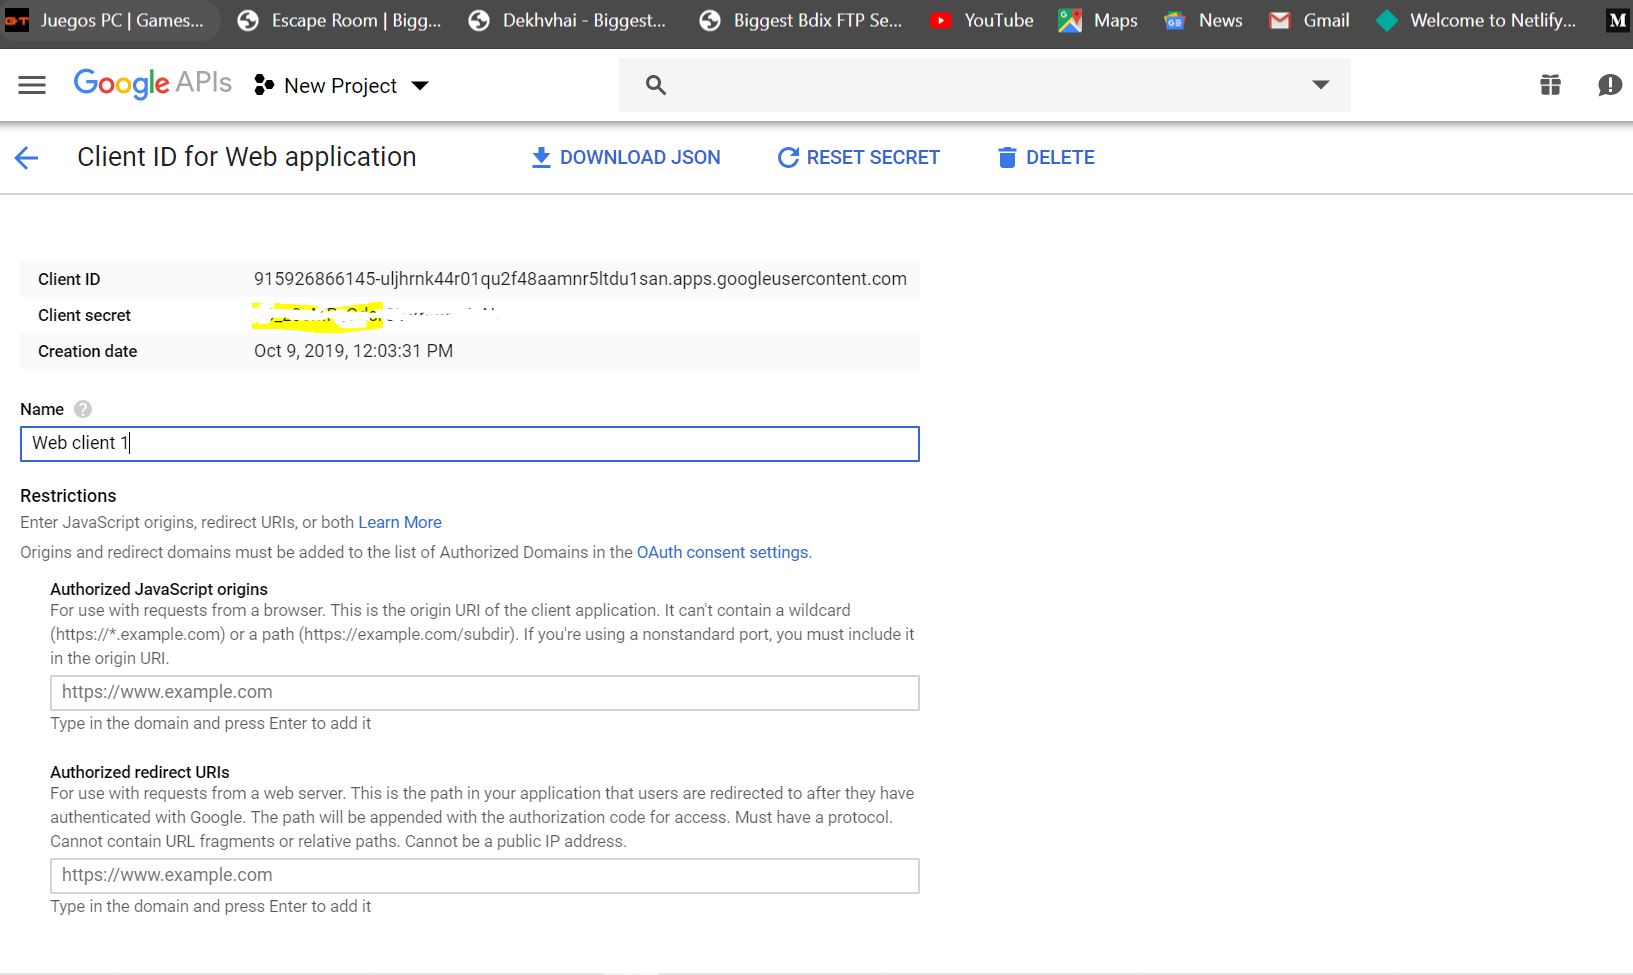 Juegos PC | Games... Escape Room | Bigg... Dekhvhai - Biggest... Biggest Bdix FTP Se... YouTube Maps News Gmail Welcome to Netlify... M
Google APIs New Project
Client ID for Web application DOWNLOAD JSON RESET SECRET DELETE
Client ID 915926866145-uljhrnk44r01qu2f48aamnr5ltdu1san.apps.googleusercontent.com
Client secret
Creation date Oct 9, 2019, 12:03:31 PM
Name ?
Web client 1
Restrictions
Enter JavaScript origins, redirect URIs, or both Learn More
Origins and redirect domains must be added to the list of Authorized Domains in the OAuth consent settings.
Authorized JavaScript origins
For use with requests from a browser. This is the origin URI of the client application. It can't contain a wildcard
(https://*.example.com) or a path (https://example.com/subdir). If you're using a nonstandard port, you must include it
in the origin URI.
https://www.example.com
Type in the domain and press Enter to add it
Authorized redirect URIs
For use with requests from a web server. This is the path in your application that users are redirected to after they have
authenticated with Google. The path will be appended with the authorization code for access. Must have a protocol.
Cannot contain URL fragments or relative paths. Cannot be a public IP address.
https://www.example.com
Type in the domain and press Enter to add it